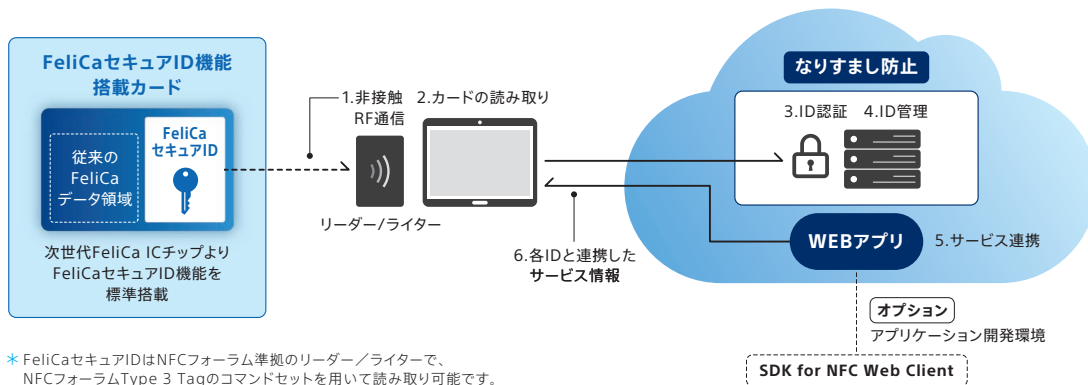 FeliCaセキュアID機能
搭載カード
従来の
FeliCa
データ領域
FeliCa
セキュアID
次世代FeliCa ICチップより
FeliCaセキュアID機能を
標準搭載
1.非接触
RF通信
2.カードの読み取り
リーダー/ライター
なりすまし防止
3.ID認証 4.ID管理
WEBアプリ
5.サービス連携
6.各IDと連携した
サービス情報
オプション
アプリケーション開発環境
SDK for NFC Web Client
＊FeliCaセキュアIDはNFCフォーラム準拠のリーダー／ライターで、
NFCフォーラムType 3 Tagのコマンドセットを用いて読み取り可能です。